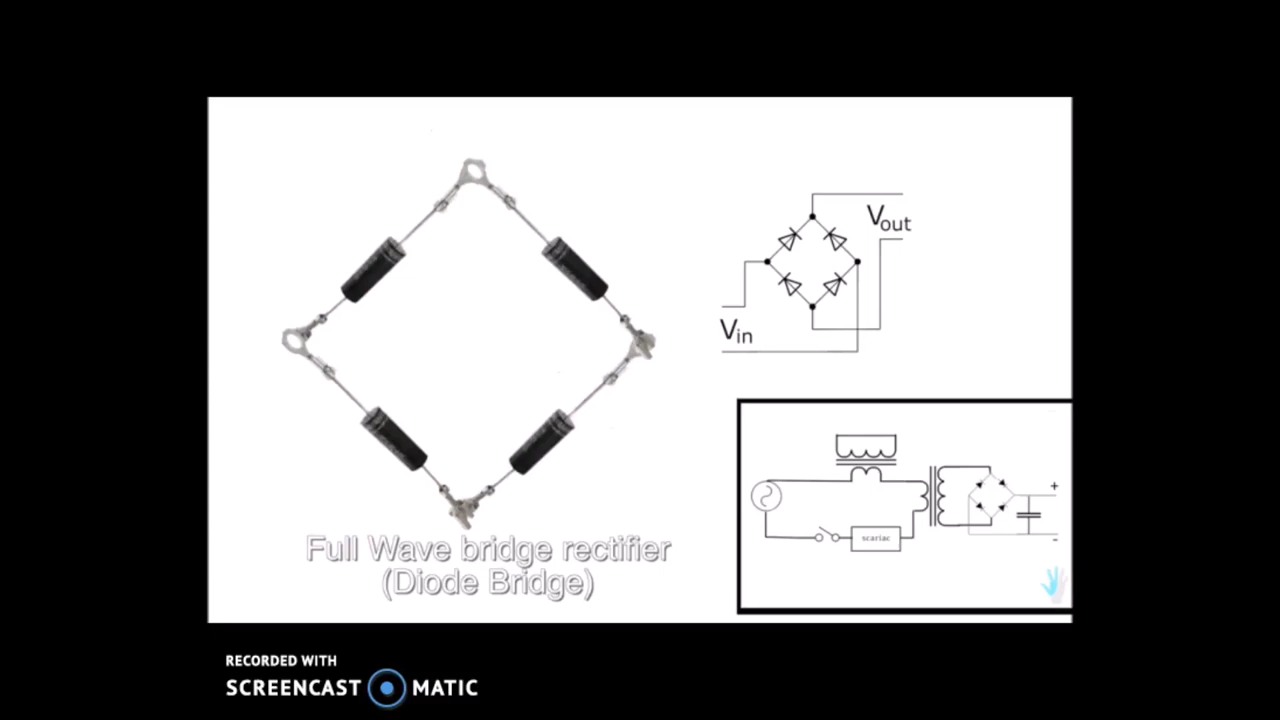 Vout
Vin
+
scariac
-
Full Wave bridge rectifier
(Diode Bridge)
RECORDED WITH
SCREENCAST MATIC